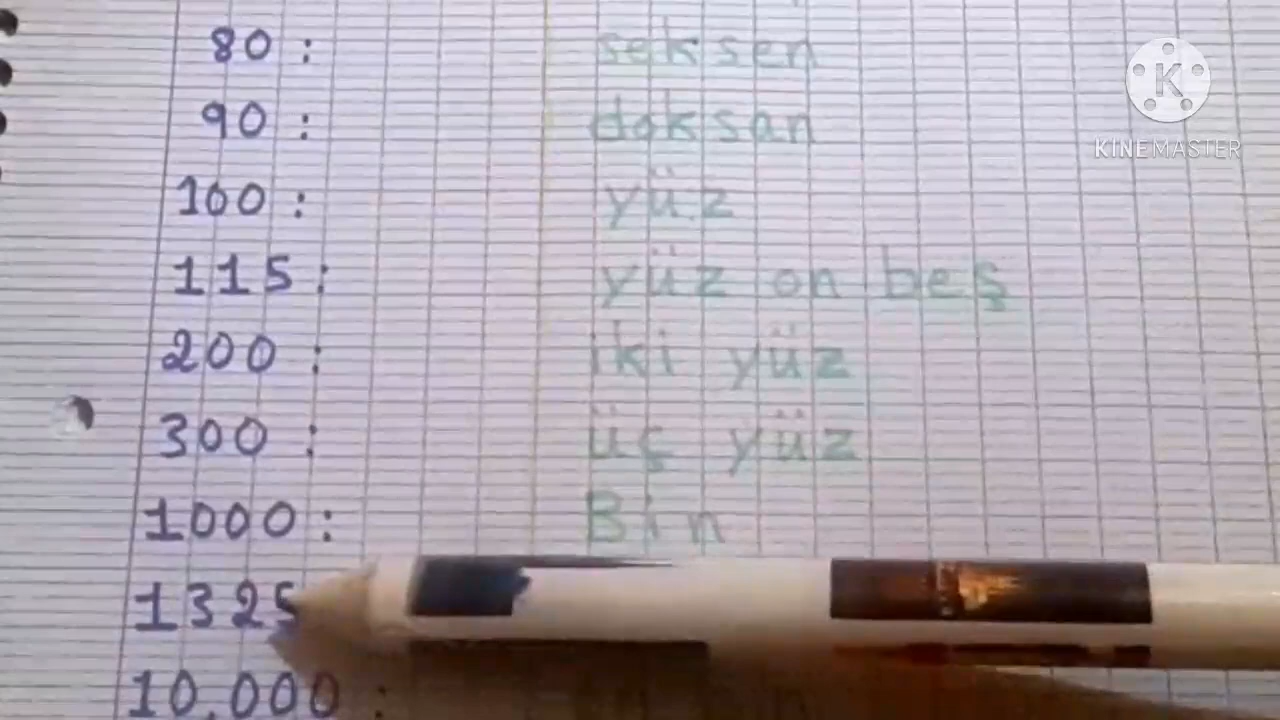 80 : seksen
90 : doksan
100 : yüz
115 : yüz on beş
200 : iki yüz
300 : üç yüz
1000 : Bin
1325
10.000 :
K
KINEMASTER